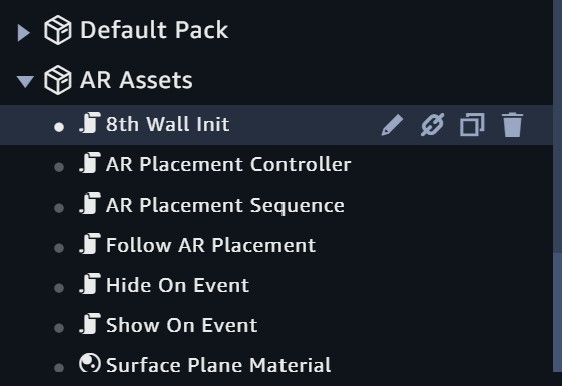 Default Pack
AR Assets
8th Wall Init
AR Placement Controller
AR Placement Sequence
Follow AR Placement
Hide On Event
Show On Event
Surface Plane Material